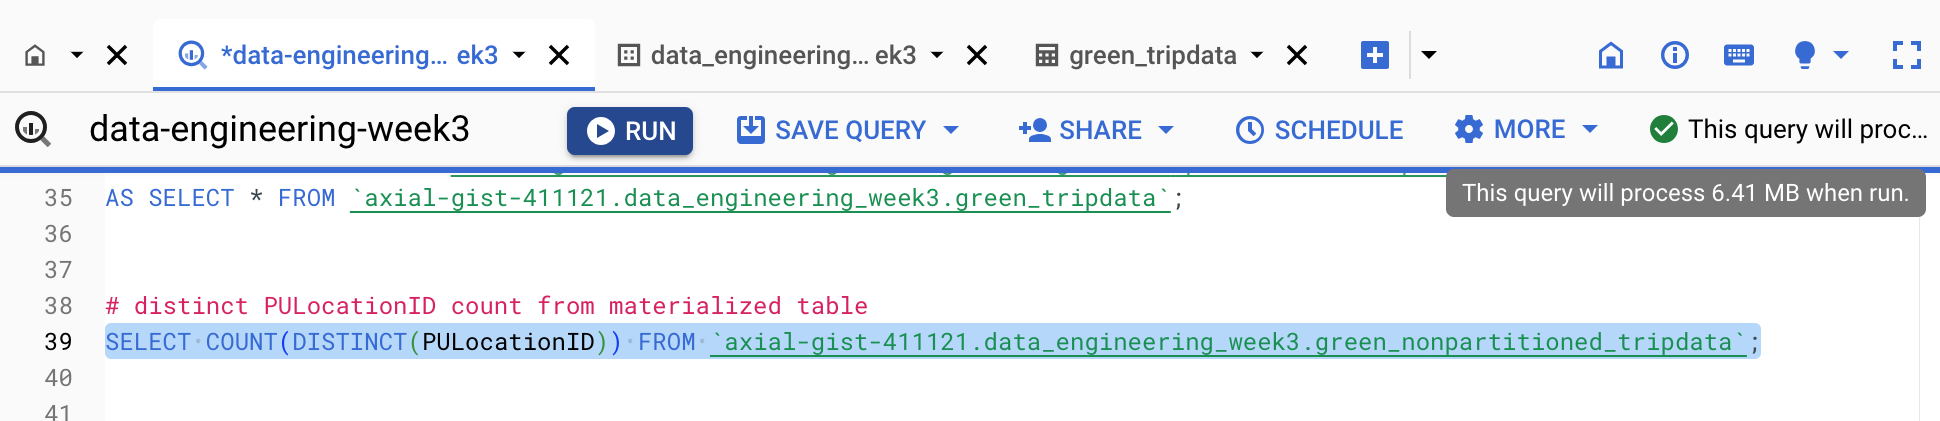 *data-engineering... ek3
data_engineering... ek3
green_tripdata
data-engineering-week3
RUN
SAVE QUERY
SHARE
SCHEDULE
MORE
This query will proc...
This query will process 6.41 MB when run.
35 AS SELECT * FROM `axial-gist-411121.data_engineering_week3.green_tripdata`;
36
37
38 # distinct PULocationID count from materialized table
39 SELECT COUNT(DISTINCT(PULocationID)) FROM `axial-gist-411121.data_engineering_week3.green_nonpartitioned_tripdata`;
40
41